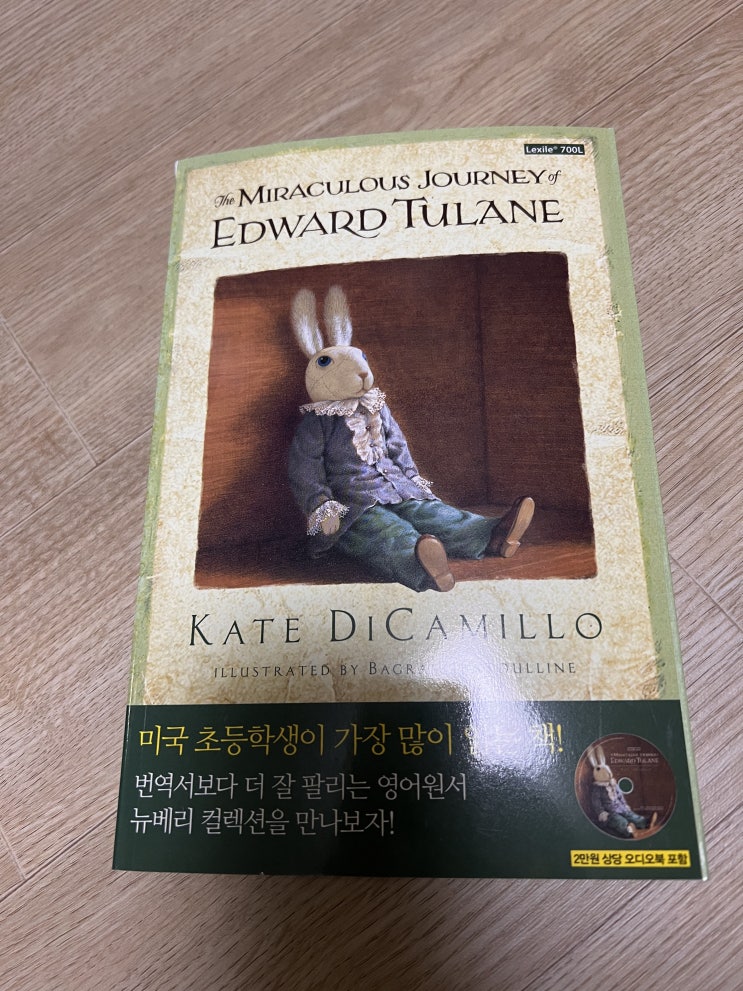 Lexile® 700L
The MIRACULOUS JOURNEY of
EDWARD TULANE
KATE DICAMILLO
ILLUSTRATED BY
미국 초등학생이 가장 많이 책!
번역서보다 더 잘 팔리는 영어원서
뉴베리 컬렉션을 만나보자!
EDWARD TULANE
2만원 상당 오디오북 포함